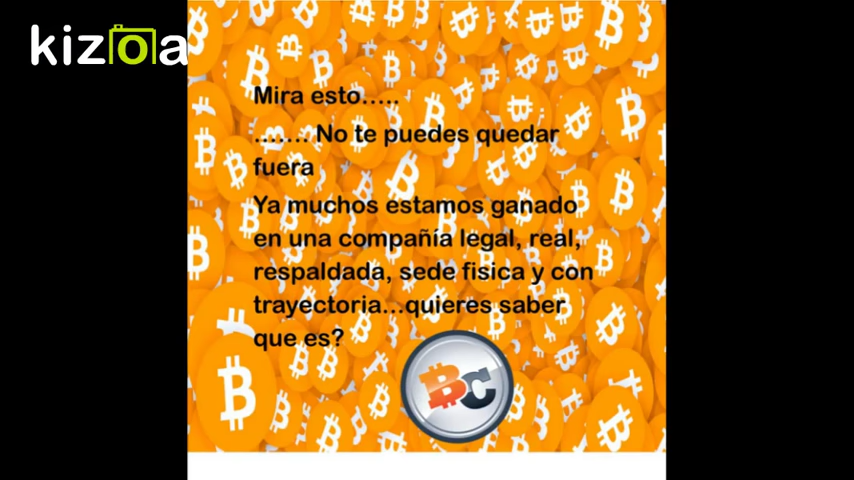 kizoa
Mira esto.....
....... No te puedes quedar
fuera
Ya muchos estamos ganado
en una compañía legal, real,
respaldada, sede fisica y con
trayectoria...quieres saber
que es?
BC